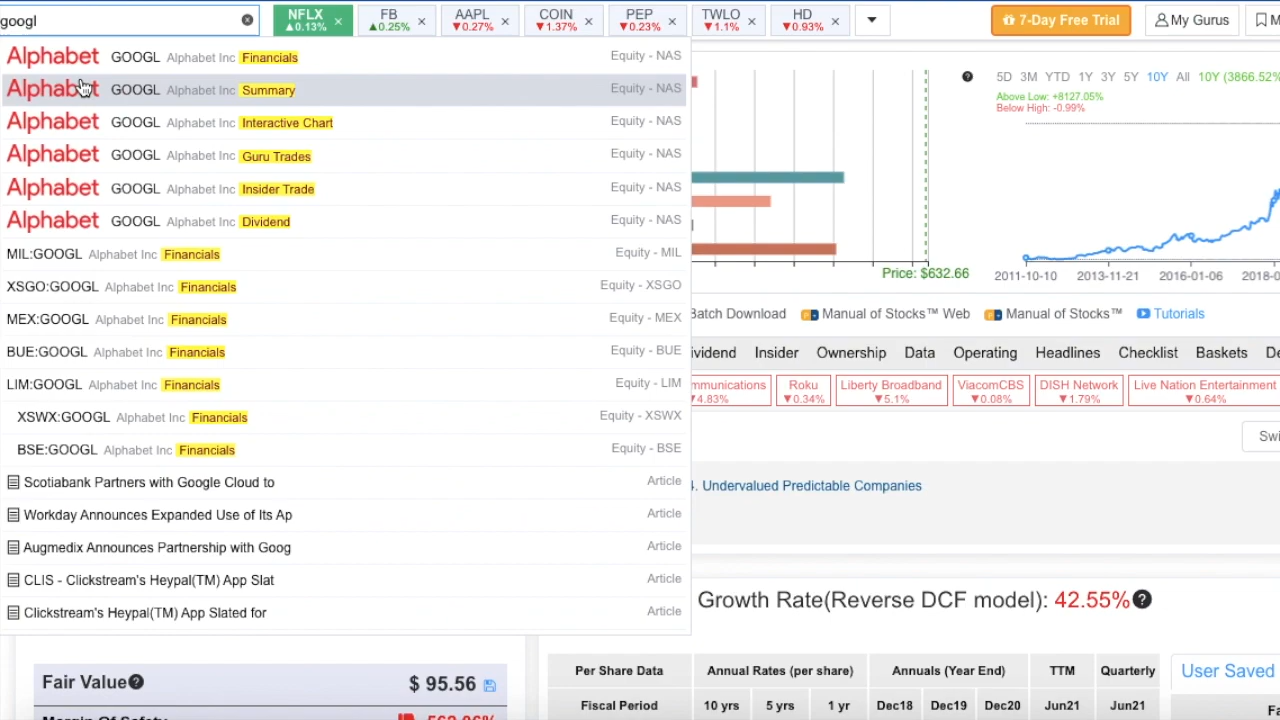 googl
NFLX ▲0.13% × FB ▲0.25% × AAPL ▼0.27% × COIN ▼1.37% × PEP ▼0.23% × TWLO ▼1.1% × HD ▼0.93% ×
7-Day Free Trial My Gurus
Alphabet GOOGL Alphabet Inc Financials Equity - NAS
Alphabet GOOGL Alphabet Inc Summary Equity - NAS
Alphabet GOOGL Alphabet Inc Interactive Chart Equity - NAS
Alphabet GOOGL Alphabet Inc Guru Trades Equity - NAS
Alphabet GOOGL Alphabet Inc Insider Trade Equity - NAS
Alphabet GOOGL Alphabet Inc Dividend Equity - NAS
MIL:GOOGL Alphabet Inc Financials Equity - MIL
XSGO:GOOGL Alphabet Inc Financials Equity - XSGO
MEX:GOOGL Alphabet Inc Financials Equity - MEX
BUE:GOOGL Alphabet Inc Financials Equity - BUE
LIM:GOOGL Alphabet Inc Financials Equity - LIM
XSWX:GOOGL Alphabet Inc Financials Equity - XSWX
BSE:GOOGL Alphabet Inc Financials Equity - BSE
Scotiabank Partners with Google Cloud to Article
Workday Announces Expanded Use of Its Ap Article
Augmedix Announces Partnership with Goog Article
CLIS - Clickstream's Heypal(TM) App Slat Article
Clickstream's Heypal(TM) App Slated for Article
5D 3M YTD 1Y 3Y 5Y 10Y All 10Y (3866.52%
Above Low: +8127.05%
Below High: -0.99%
Price: $632.66
2011-10-10 2013-11-21 2016-01-06 2018-0
Batch Download Manual of Stocks™ Web Manual of Stocks™ Tutorials
ividend Insider Ownership Data Operating Headlines Checklist Baskets De
mmunications Roku Liberty Broadband ViacomCBS DISH Network Live Nation Entertainment
▼4.83% ▼0.34% ▼5.1% ▼0.08% ▼1.79% ▼0.64%
Swi
4. Undervalued Predictable Companies
Growth Rate(Reverse DCF model): 42.55%
Fair Value $ 95.56
Margin Of Safety 562.06%
Per Share Data Annual Rates (per share) Annuals (Year End) TTM Quarterly
Fiscal Period 10 yrs 5 yrs 1 yr Dec18 Dec19 Dec20 Jun21 Jun21
User Saved
Fa